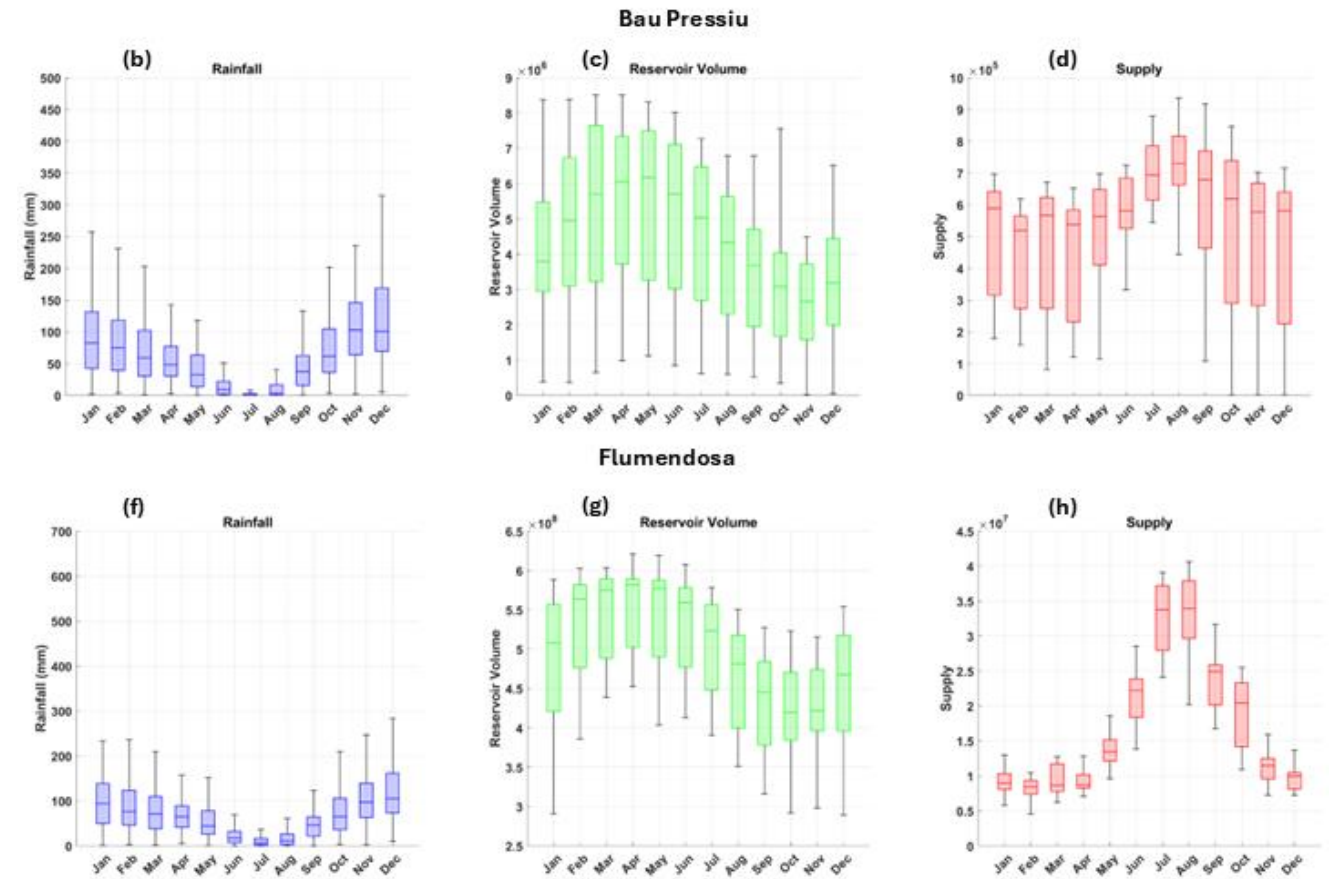 Bau Pressiu
(b)
Rainfall
500
450
400
350
300
250
200
150
100
50
0
Rainfall (mm)
Jan Feb Mar Apr May Jun Jul Aug Sep Oct Nov Dec
(c)
Reservoir Volume
×10⁶
9
8
7
6
5
4
3
2
1
0
Reservoir Volume
Jan Feb Mar Apr May Jun Jul Aug Sep Oct Nov Dec
(d)
Supply
×10⁵
10
9
8
7
6
5
4
3
2
1
0
Supply
Jan Feb Mar Apr May Jun Jul Aug Sep Oct Nov Dec
Flumendosa
(f)
Rainfall
700
600
500
400
300
200
100
0
Rainfall (mm)
Jan Feb Mar Apr May Jun Jul Aug Sep Oct Nov Dec
(g)
Reservoir Volume
×10⁸
6.5
6
5.5
5
4.5
4
3.5
3
2.5
Reservoir Volume
Jan Feb Mar Apr May Jun Jul Aug Sep Oct Nov Dec
(h)
Supply
×10⁷
4.5
4
3.5
3
2.5
2
1.5
1
0.5
0
Supply
Jan Feb Mar Apr May Jun Jul Aug Sep Oct Nov Dec